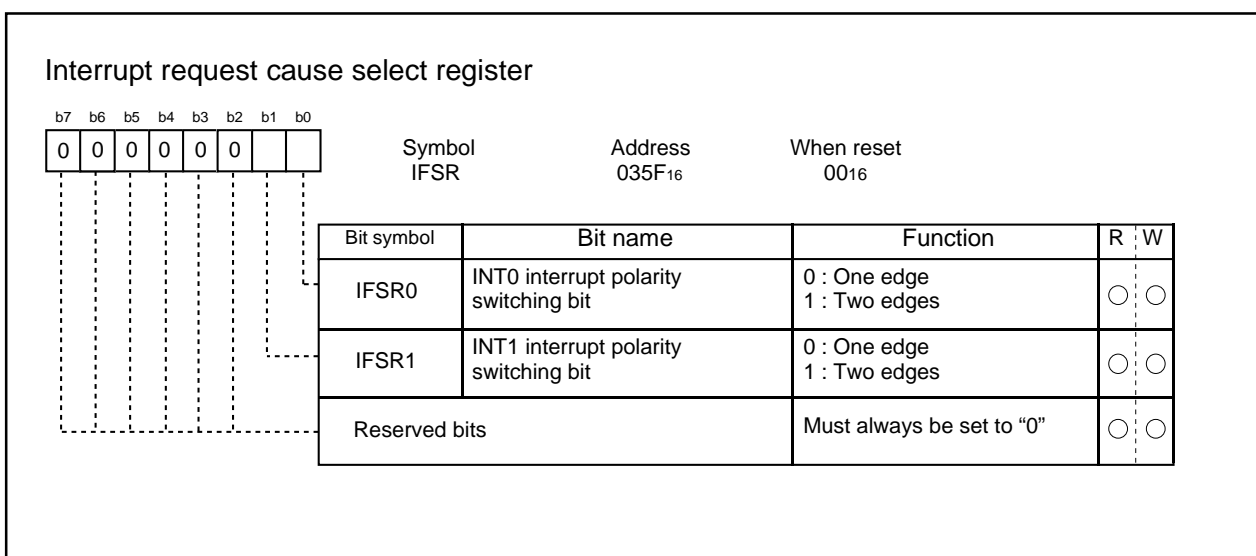 Interrupt request cause select register
b7 b6 b5 b4 b3 b2 b1 b0
0 0 0 0 0 0
Symbol Address When reset
IFSR 035F16 0016
Bit symbol Bit name Function R W
IFSR0 INT0 interrupt polarity switching bit 0 : One edge
1 : Two edges
IFSR1 INT1 interrupt polarity switching bit 0 : One edge
1 : Two edges
Reserved bits Must always be set to “0”